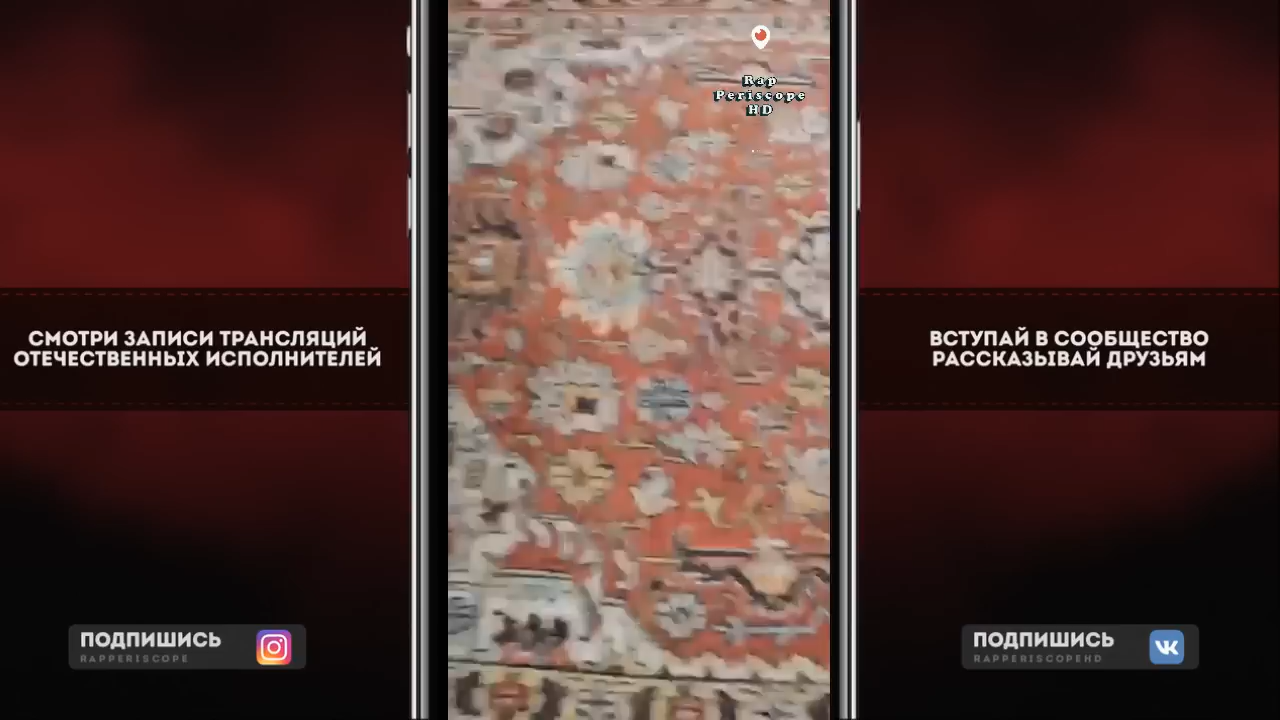 Rap
Periscope
HD
СМОТРИ ЗАПИСИ ТРАНСЛЯЦИЙ
ОТЕЧЕСТВЕННЫХ ИСПОЛНИТЕЛЕЙ
ВСТУПАЙ В СООБЩЕСТВО
РАССКАЗЫВАЙ ДРУЗЬЯМ
ПОДПИШИСЬ
RAPPERISCOPE
ПОДПИШИСЬ
RAPPERISCOPEHD